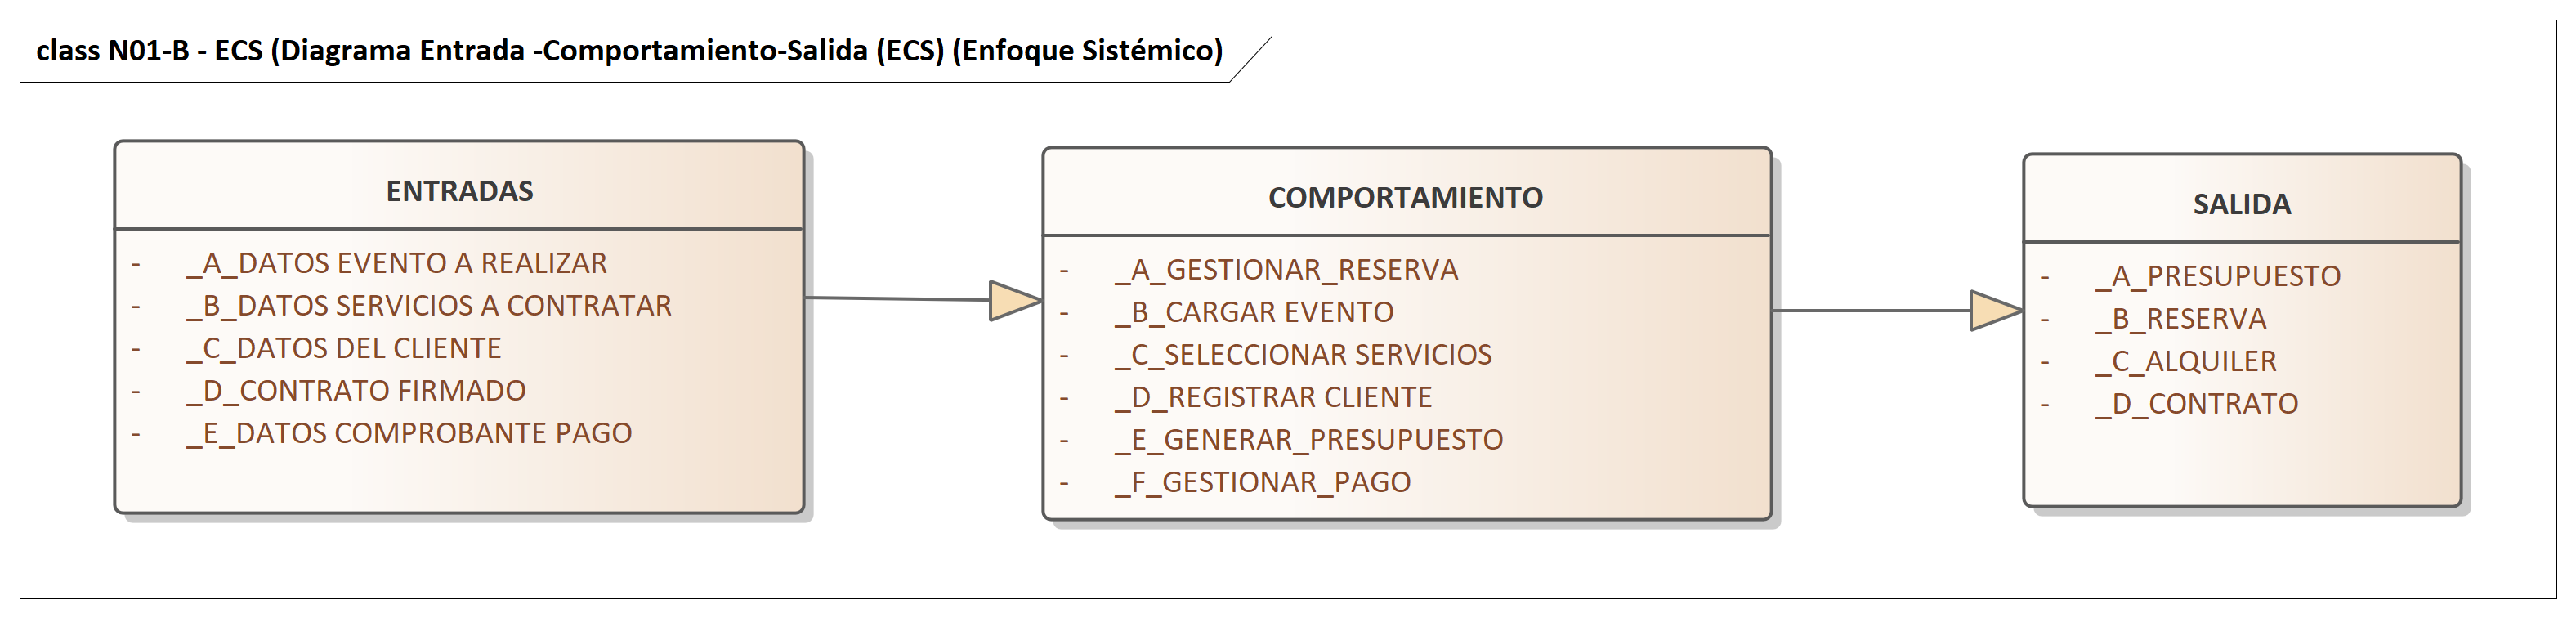 class N01-B - ECS (Diagrama Entrada -Comportamiento-Salida (ECS) (Enfoque Sistémico)
ENTRADAS
- _A_DATOS EVENTO A REALIZAR
- _B_DATOS SERVICIOS A CONTRATAR
- _C_DATOS DEL CLIENTE
- _D_CONTRATO FIRMADO
- _E_DATOS COMPROBANTE PAGO
COMPORTAMIENTO
- _A_GESTIONAR_RESERVA
- _B_CARGAR EVENTO
- _C_SELECCIONAR SERVICIOS
- _D_REGISTRAR CLIENTE
- _E_GENERAR_PRESUPUESTO
- _F_GESTIONAR_PAGO
SALIDA
- _A_PRESUPUESTO
- _B_RESERVA
- _C_ALQUILER
- _D_CONTRATO